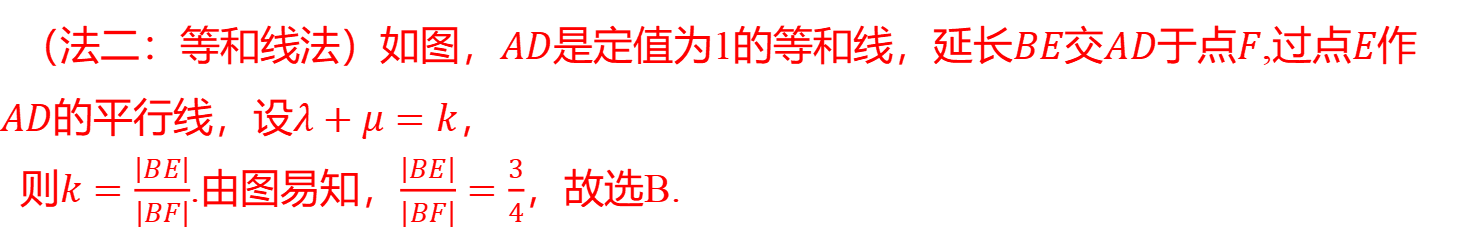 （法二：等和线法）如图，AD是定值为1的等和线，延长BE交AD于点F,过点E作
AD的平行线，设λ + μ = k，
则k = |BE|/|BF|.由图易知，|BE|/|BF| = 3/4，故选B.